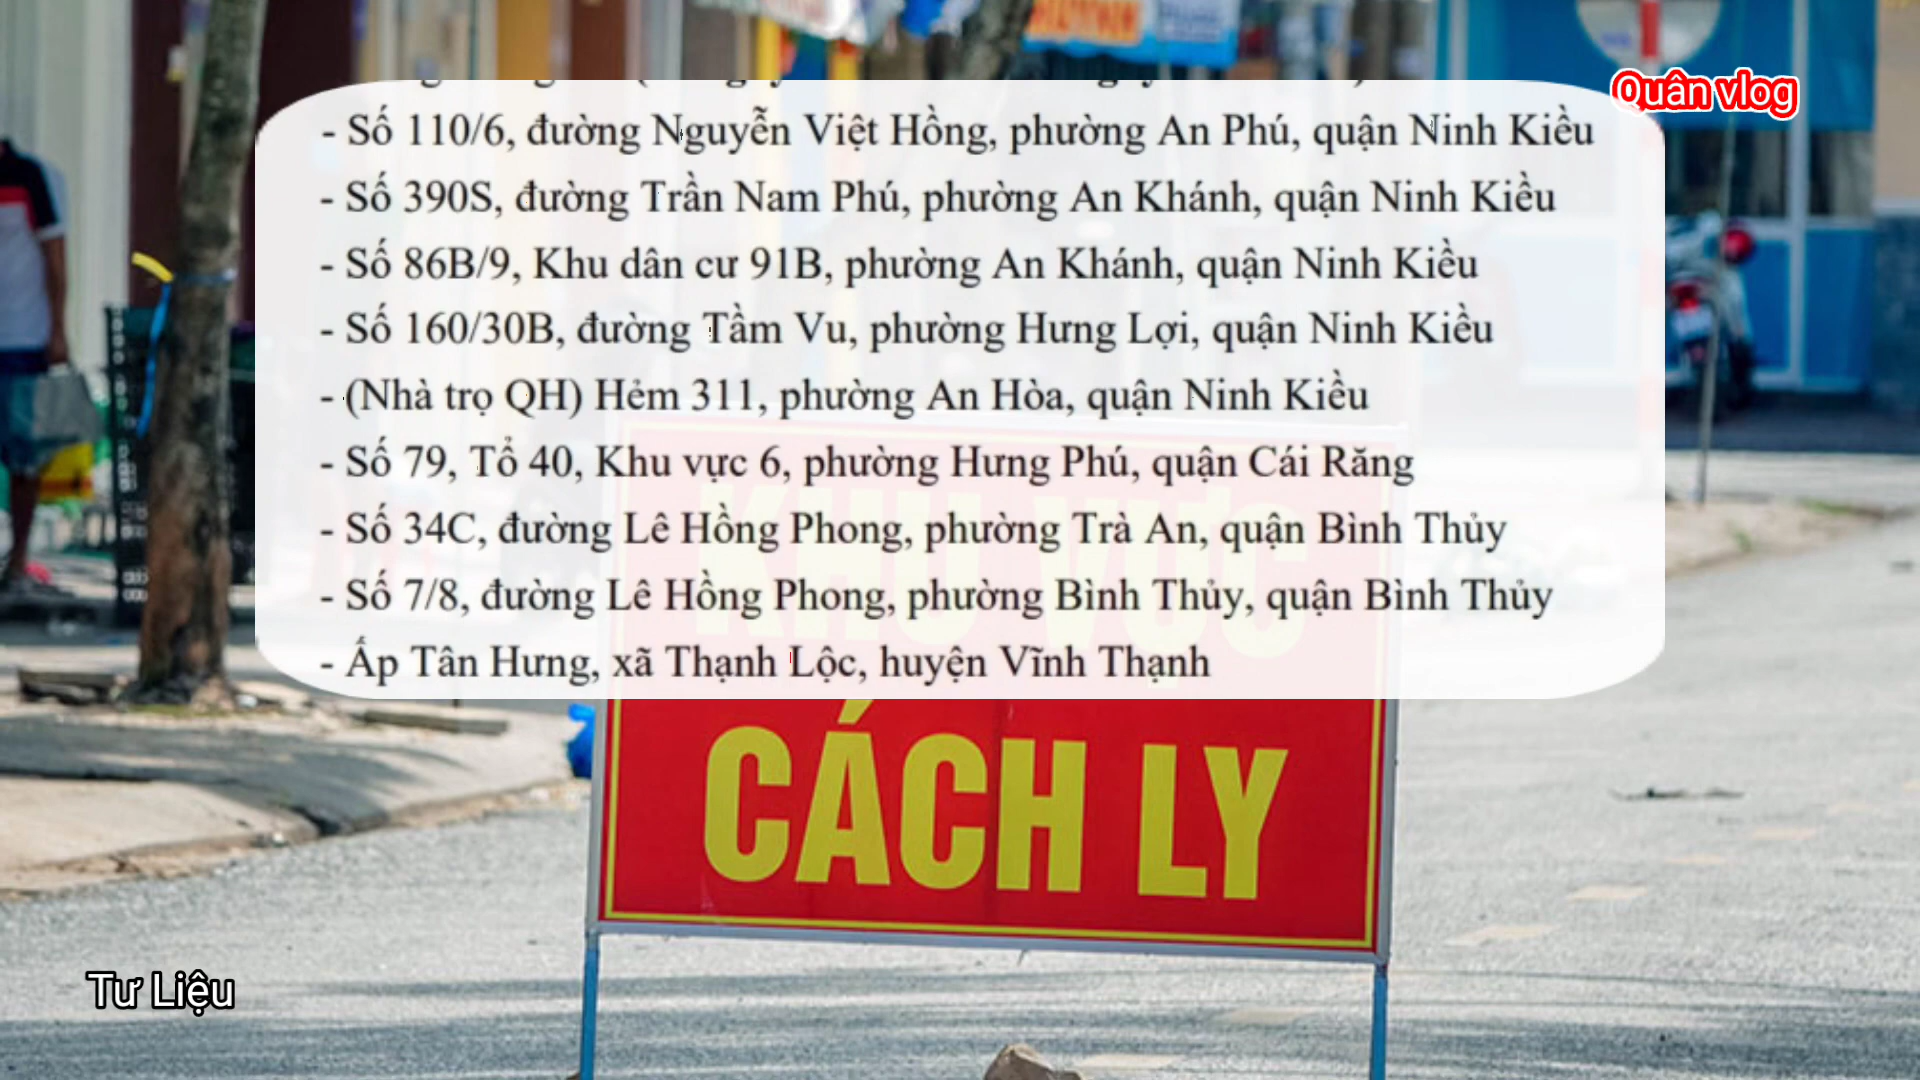 Quân vlog
- Số 110/6, đường Nguyễn Việt Hồng, phường An Phú, quận Ninh Kiều
- Số 390S, đường Trần Nam Phú, phường An Khánh, quận Ninh Kiều
- Số 86B/9, Khu dân cư 91B, phường An Khánh, quận Ninh Kiều
- Số 160/30B, đường Tầm Vu, phường Hưng Lợi, quận Ninh Kiều
- (Nhà trọ QH) Hẻm 311, phường An Hòa, quận Ninh Kiều
- Số 79, Tổ 40, Khu vực 6, phường Hưng Phú, quận Cái Răng
- Số 34C, đường Lê Hồng Phong, phường Trà An, quận Bình Thủy
- Số 7/8, đường Lê Hồng Phong, phường Bình Thủy, quận Bình Thủy
- Ấp Tân Hưng, xã Thạnh Lộc, huyện Vĩnh Thạnh
KHU VỰC
CÁCH LY
Tư Liệu